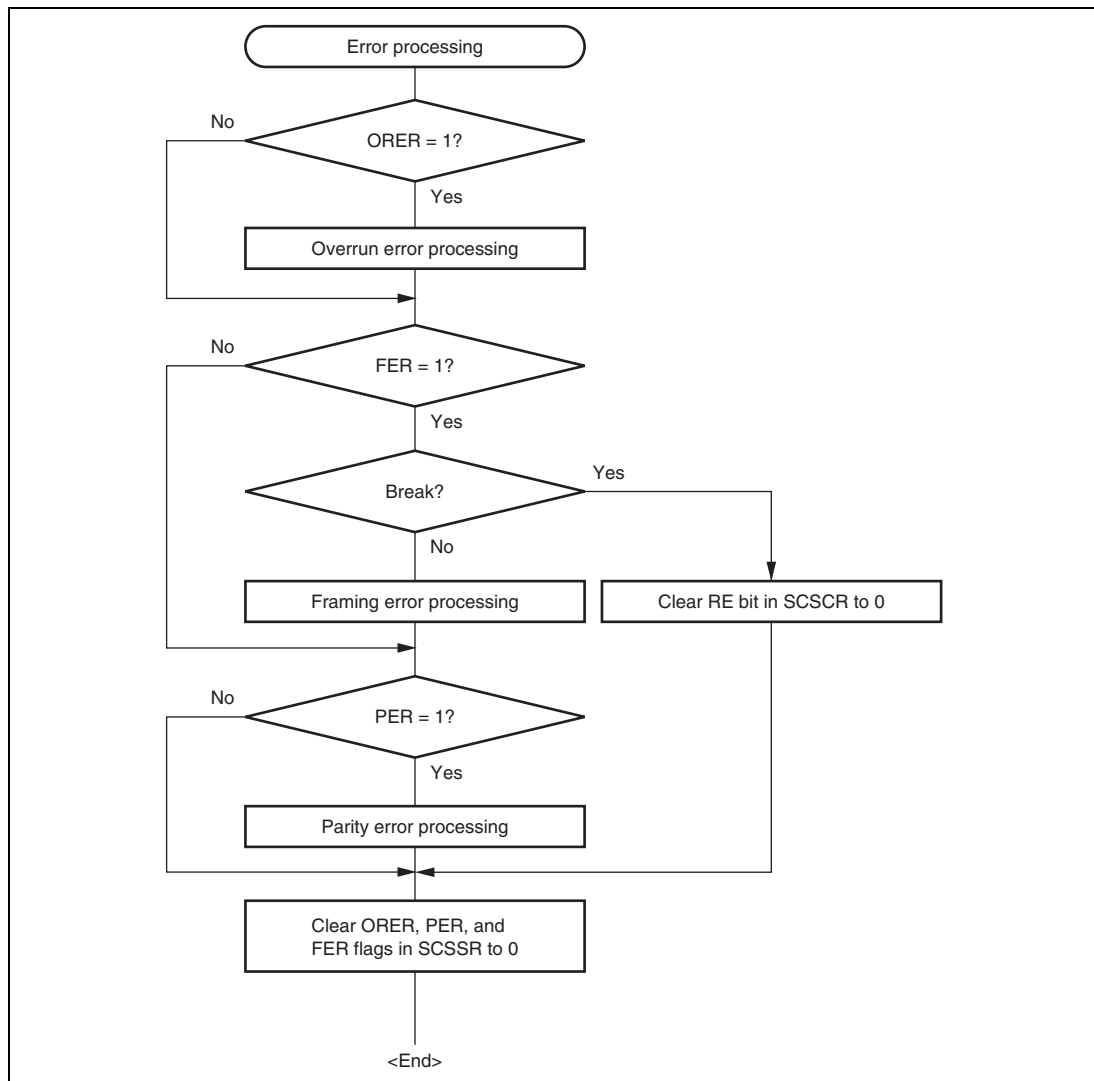 Error processing
No
ORER = 1?
Yes
Overrun error processing
No
FER = 1?
Yes
Yes
Break?
No
Framing error processing
Clear RE bit in SCSCR to 0
No
PER = 1?
Yes
Parity error processing
Clear ORER, PER, and
FER flags in SCSSR to 0
<End>